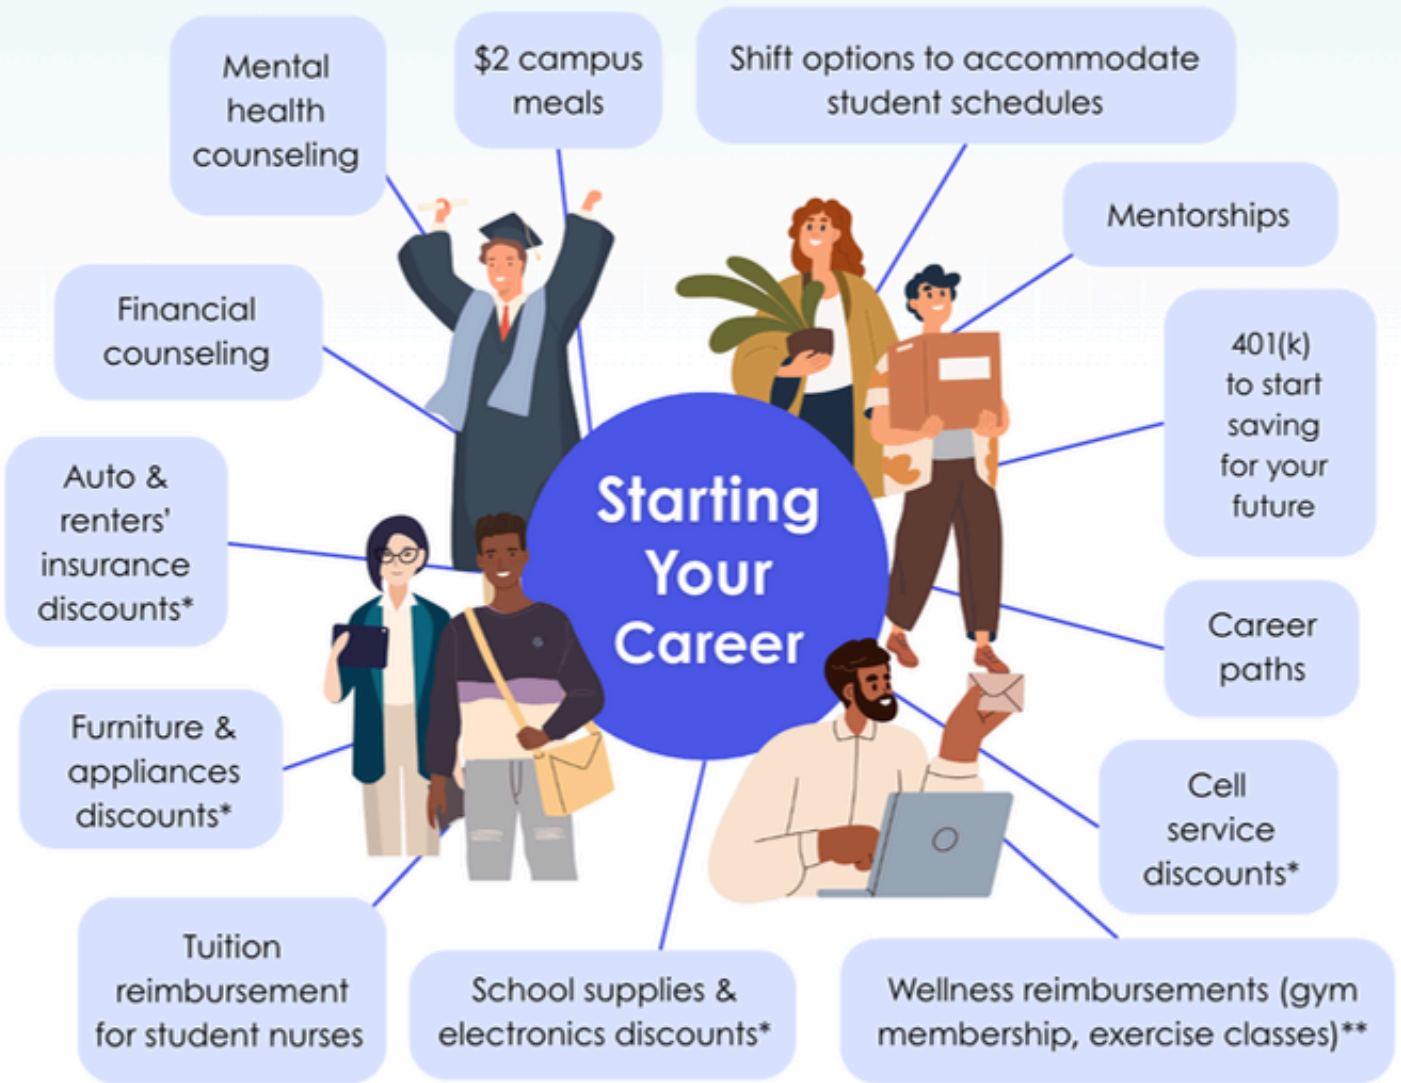 Mental
health
counseling
$2 campus
meals
Shift options to accommodate
student schedules
Mentorships
Financial
counseling
401(k)
to start
saving
for your
future
Auto &
renters'
insurance
discounts*
Starting
Your
Career
Career
paths
Furniture &
appliances
discounts*
Cell
service
discounts*
Tuition
reimbursement
for student nurses
School supplies &
electronics discounts*
Wellness reimbursements (gym
membership, exercise classes)**